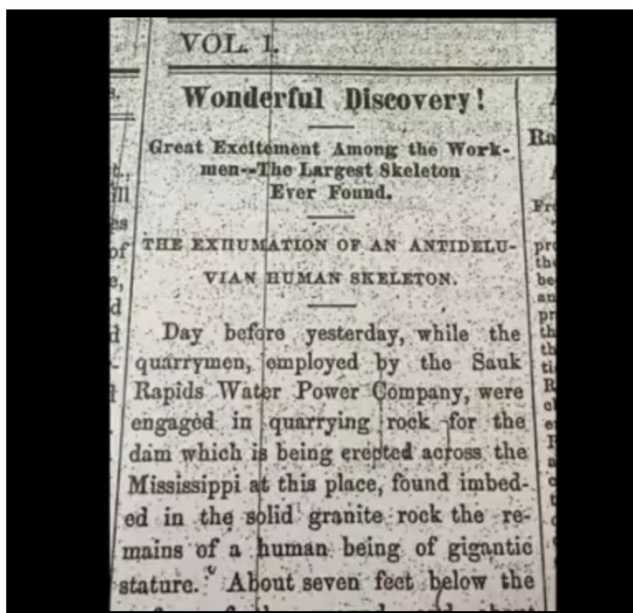 VOL. 1.
Wonderful Discovery!
Great Excitement Among the Work-
men--The Largest Skeleton
Ever Found.
THE EXHUMATION OF AN ANTIDELU-
VIAN HUMAN SKELETON.
Day before yesterday, while the
quarrymen, employed by the Sauk
Rapids Water Power Company, were
engaged in quarrying rock for the
dam which is being erected across the
Mississippi at this place, found imbed-
ed in the solid granite rock the re-
mains of a human being of gigantic
stature. About seven feet below the